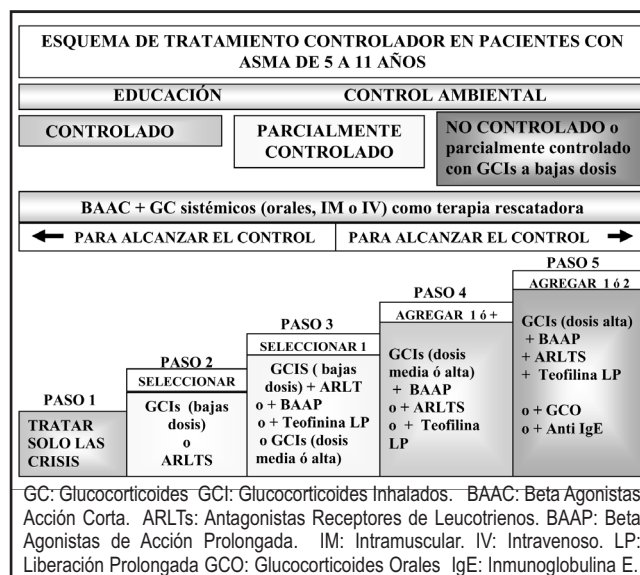 ESQUEMA DE TRATAMIENTO CONTROLADOR EN PACIENTES CON
ASMA DE 5 A 11 AÑOS
EDUCACIÓN CONTROL AMBIENTAL
CONTROLADO
PARCIALMENTE
CONTROLADO
NO CONTROLADO o
parcialmente controlado
con GCIs a bajas dosis
BAAC + GC sistémicos (orales, IM o IV) como terapia rescatadora
PARA ALCANZAR EL CONTROL
PARA ALCANZAR EL CONTROL
PASO 1
TRATAR
SOLO LAS
CRISIS
PASO 2
SELECCIONAR
GCIs (bajas
dosis)
o
ARLTS
PASO 3
SELECCIONAR 1
GCIS ( bajas
dosis) + ARLT
o + BAAP
o + Teofinina LP
o GCIs (dosis
media ó alta)
PASO 4
AGREGAR 1 ó +
GCIs (dosis
media ó alta)
+ BAAP
o + ARLTS
o + Teofilina
LP
PASO 5
AGREGAR 1 ó 2
GCIs (dosis alta)
+ BAAP
+ ARLTS
+ Teofilina LP
o + GCO
o + Anti IgE
GC: Glucocorticoides GCI: Glucocorticoides Inhalados. BAAC: Beta Agonistas
Acción Corta. ARLTs: Antagonistas Receptores de Leucotrienos. BAAP: Beta
Agonistas de Acción Prolongada. IM: Intramuscular. IV: Intravenoso. LP:
Liberación Prolongada GCO: Glucocorticoides Orales IgE: Inmunoglobulina E.